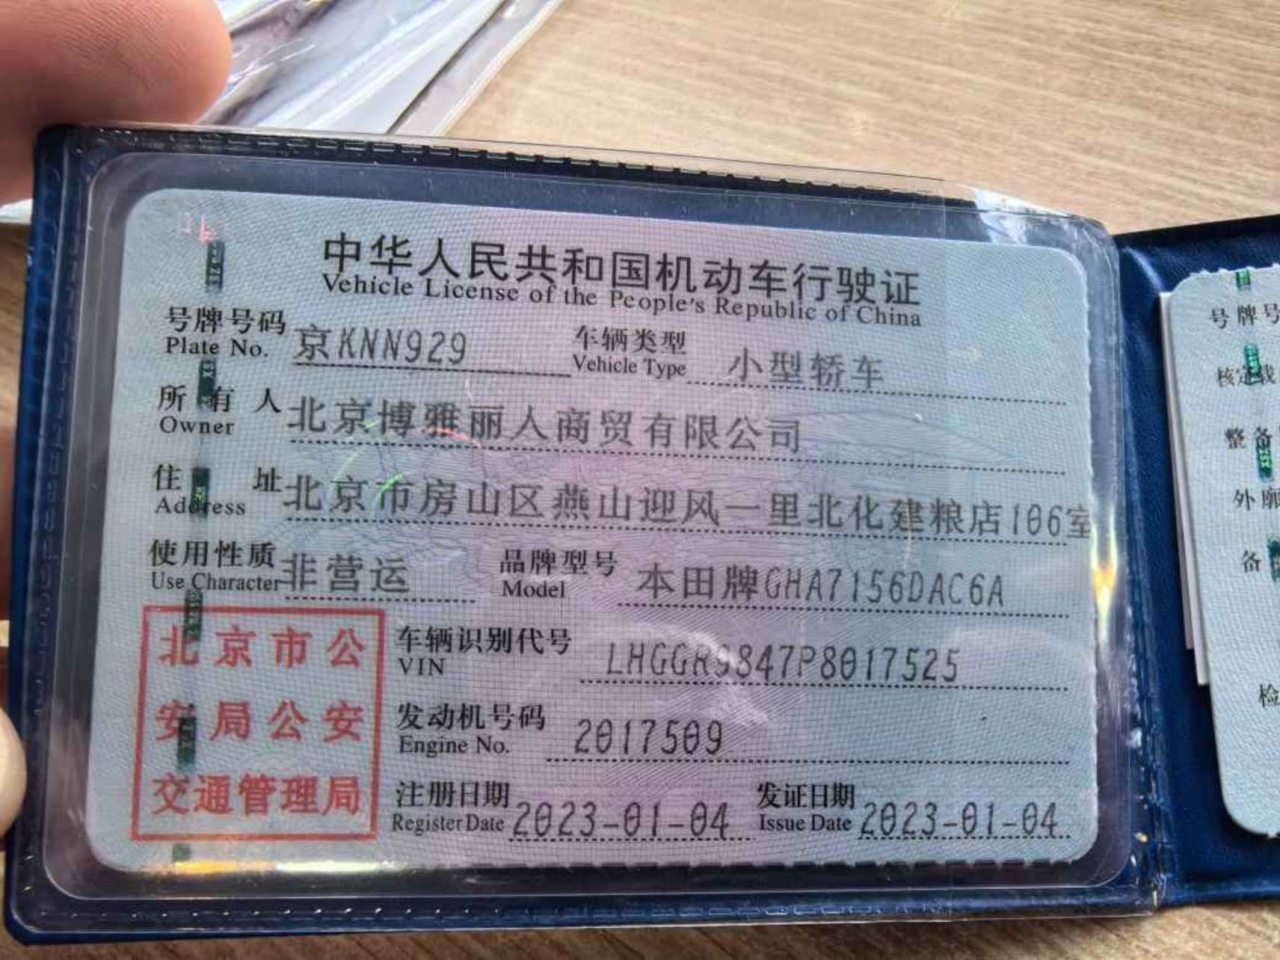 中华人民共和国机动车行驶证
Vehicle License of the People's Republic of China
号牌号码 京KNN929 车辆类型 小型轿车
Plate No. Vehicle Type
所有人 北京博雅丽人商贸有限公司
Owner
住址 北京市房山区燕山迎风一里北化建粮店106室
Address
使用性质 非营运 品牌型号 本田牌GHA7156DAC6A
Use Character Model
北京市公
安局公安
交通管理局
车辆识别代号 LHGGR9847P8017525
VIN
发动机号码 2017509
Engine No.
注册日期 2023-01-04 发证日期 2023-01-04
Register Date Issue Date
号牌号
核定载
整备
外廓
备
检